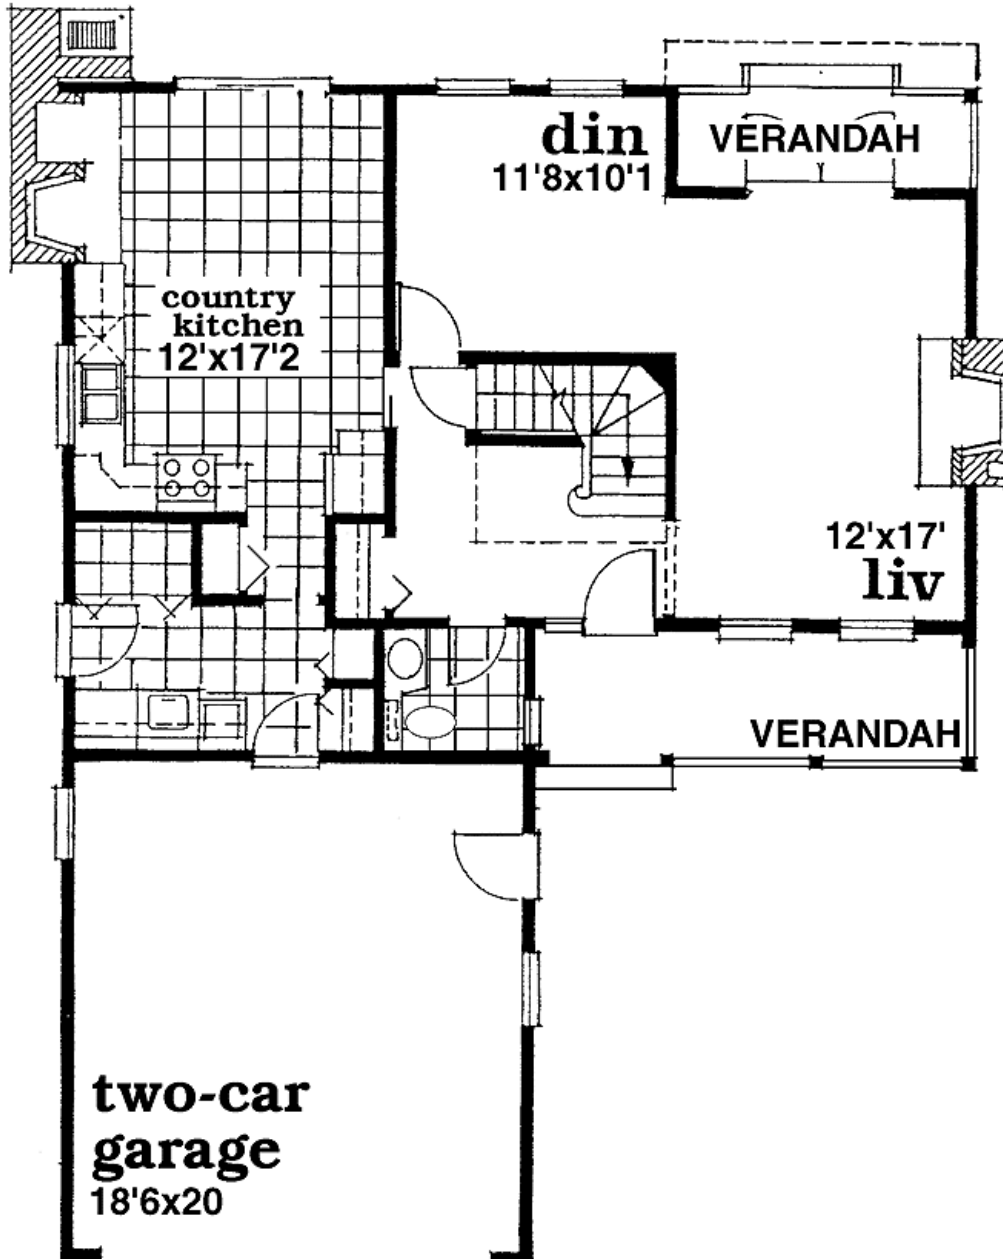 din
11'8x10'1
VERANDAH
country
kitchen
12'x17'2
12'x17'
liv
VERANDAH
two-car
garage
18'6x20